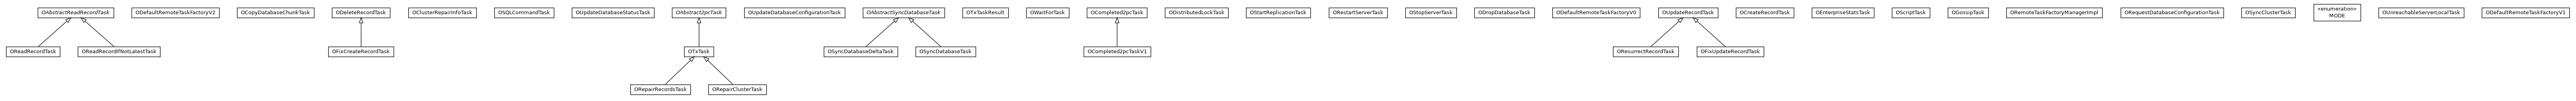 OAbstractReadRecordTask
ODefaultRemoteTaskFactoryV2
OCopyDatabaseChunkTask
ODeleteRecordTask
OClusterRepairInfoTask
OSQLCommandTask
OUpdateDatabaseStatusTask
OAbstract2pcTask
OUpdateDatabaseConfigurationTask
OAbstractSyncDatabaseTask
OTxTaskResult
OWaitForTask
OCompleted2pcTask
ODistributedLockTask
OStartReplicationTask
ORestartServerTask
OStopServerTask
ODropDatabaseTask
ODefaultRemoteTaskFactoryV0
OUpdateRecordTask
OCreateRecordTask
OEnterpriseStatsTask
OScriptTask
OGossipTask
ORemoteTaskFactoryManagerImpl
ORequestDatabaseConfigurationTask
OSyncClusterTask
«enumeration»
MODE
OUnreachableServerLocalTask
ODefaultRemoteTaskFactoryV1
OReadRecordTask
OReadRecordIfNotLatestTask
OFixCreateRecordTask
OTxTask
OSyncDatabaseDeltaTask
OSyncDatabaseTask
OCompleted2pcTaskV1
OResurrectRecordTask
OFixUpdateRecordTask
ORepairRecordsTask
ORepairClusterTask